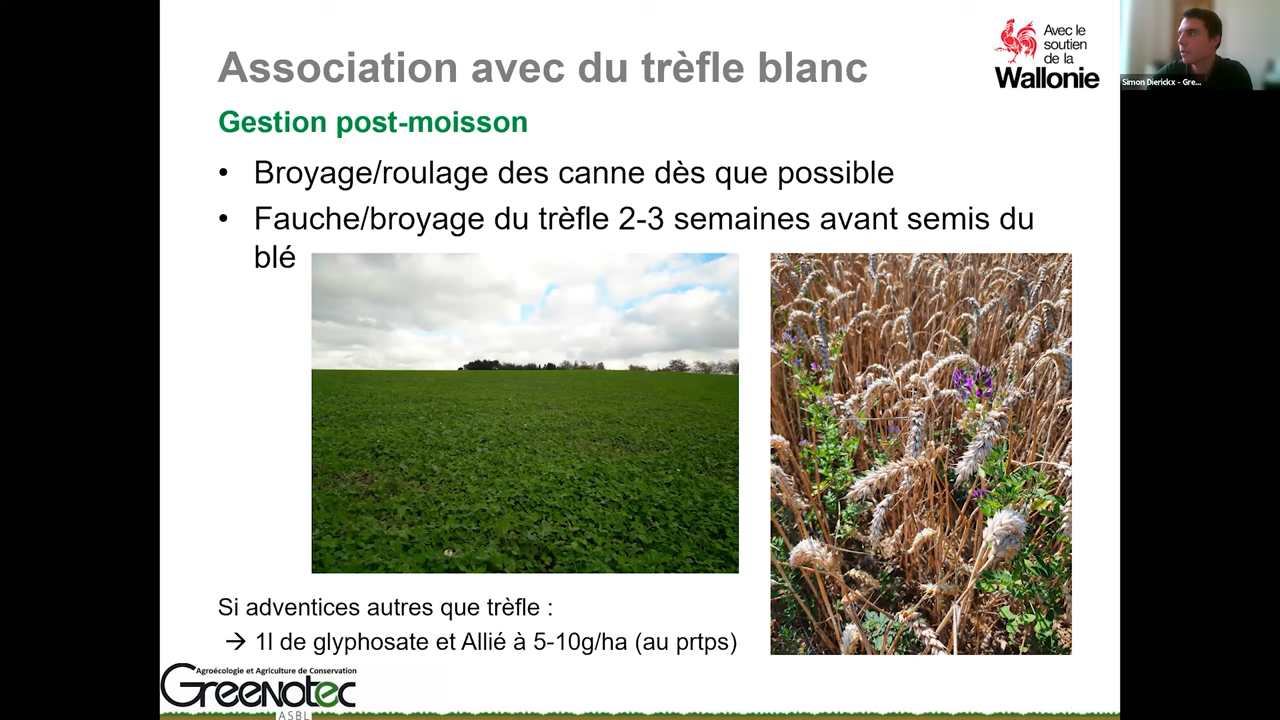 Association avec du trèfle blanc
Avec le
soutien
de la
Wallonie
Simon Dierickx - Gre...
Gestion post-moisson
• Broyage/roulage des canne dès que possible
• Fauche/broyage du trèfle 2-3 semaines avant semis du
blé
Si adventices autres que trèfle :
→ 1l de glyphosate et Allié à 5-10g/ha (au prtps)
Agroécologie et Agriculture de Conservation
Greenotec
ASBL